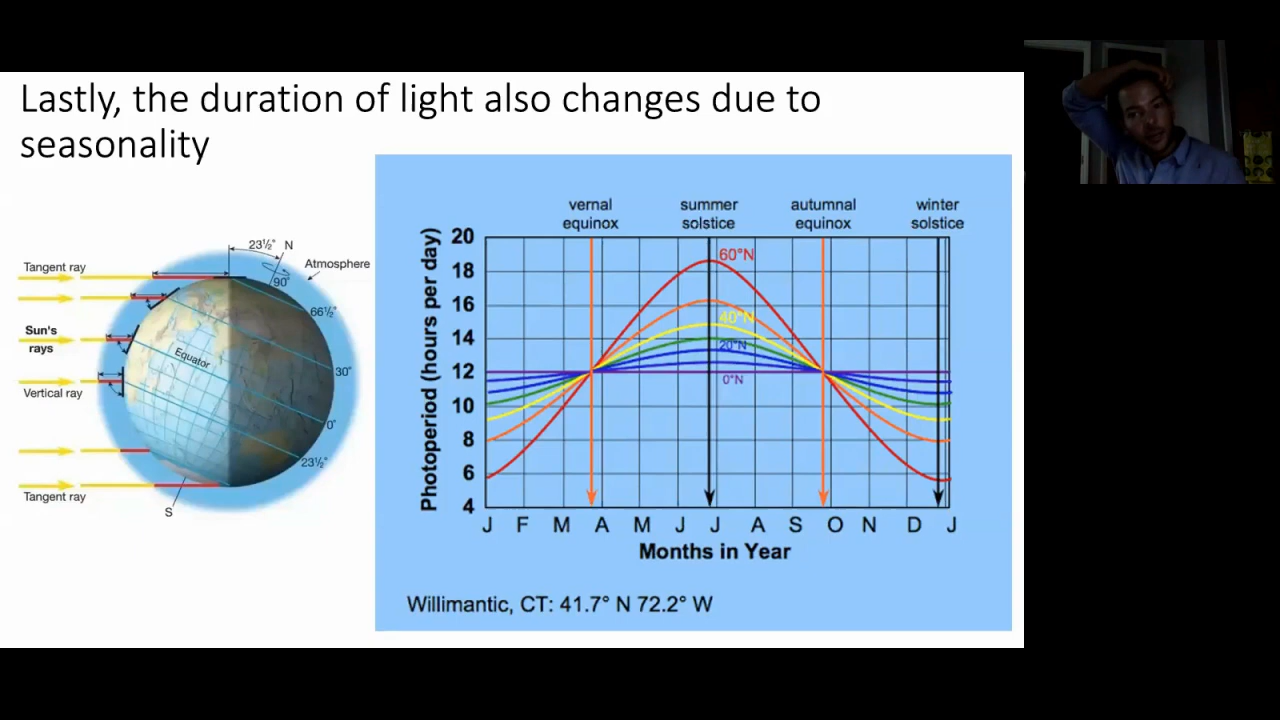 Lastly, the duration of light also changes due to
seasonality
23½° N
Tangent ray
Atmosphere
90°
66½°
Sun's
rays
Equator
30°
Vertical ray
0°
23½°
Tangent ray
S
vernal
equinox
summer
solstice
autumnal
equinox
winter
solstice
Photoperiod (hours per day)
20
18
16
14
12
10
8
6
4
60°N
40°N
20°N
0°N
J F M A M J J A S O N D J
Months in Year
Willimantic, CT: 41.7° N 72.2° W